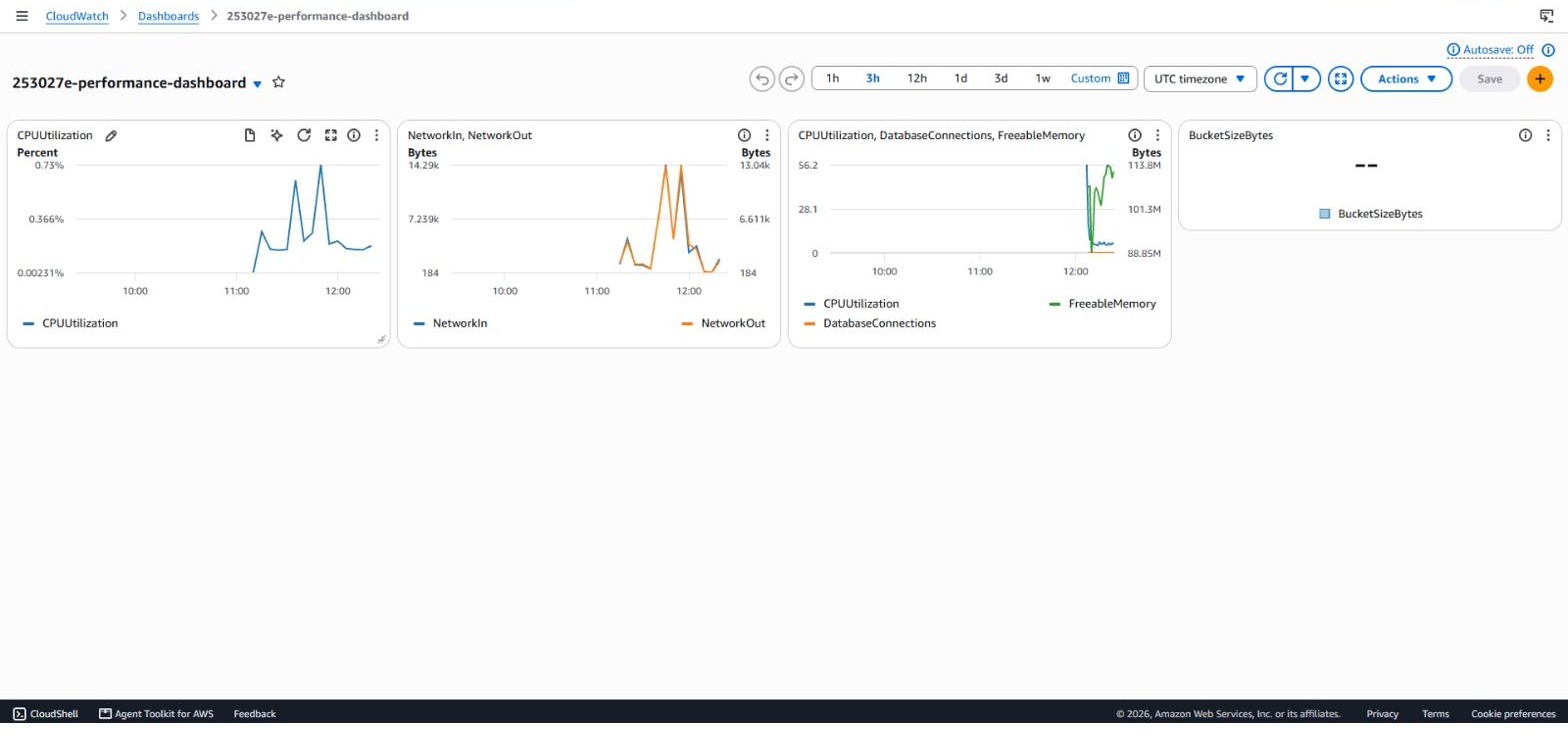 CloudWatch > Dashboards > 253027e-performance-dashboard
Autosave: Off
253027e-performance-dashboard
1h 3h 12h 1d 3d 1w Custom
UTC timezone
Actions
Save
CPUUtilization
Percent
0.73%
0.366%
0.00231%
10:00 11:00 12:00
CPUUtilization
NetworkIn, NetworkOut
Bytes Bytes
14.29k 13.04k
7.239k 6.611k
184 184
10:00 11:00 12:00
NetworkIn NetworkOut
CPUUtilization, DatabaseConnections, FreeableMemory
Bytes
56.2 113.8M
28.1 101.3M
0 88.85M
10:00 11:00 12:00
CPUUtilization FreeableMemory
DatabaseConnections
BucketSizeBytes
--
BucketSizeBytes
CloudShell Agent Toolkit for AWS Feedback © 2026, Amazon Web Services, Inc. or its affiliates. Privacy Terms Cookie preferences